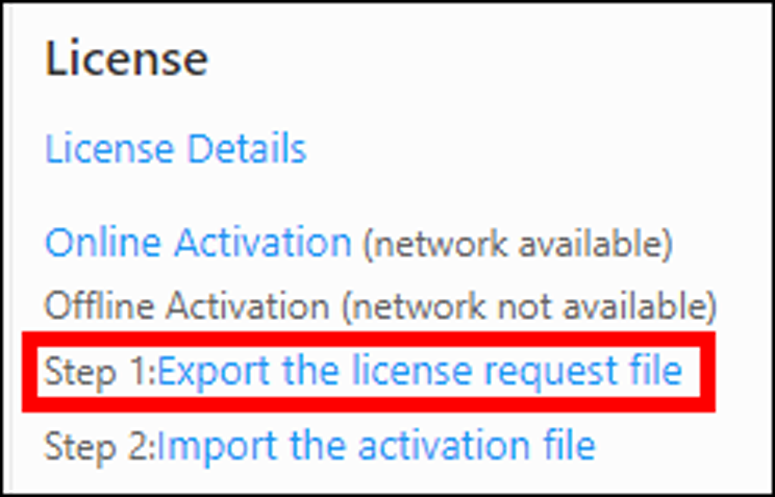 License
License Details
Online Activation (network available)
Offline Activation (network not available)
Step 1:Export the license request file
Step 2:Import the activation file